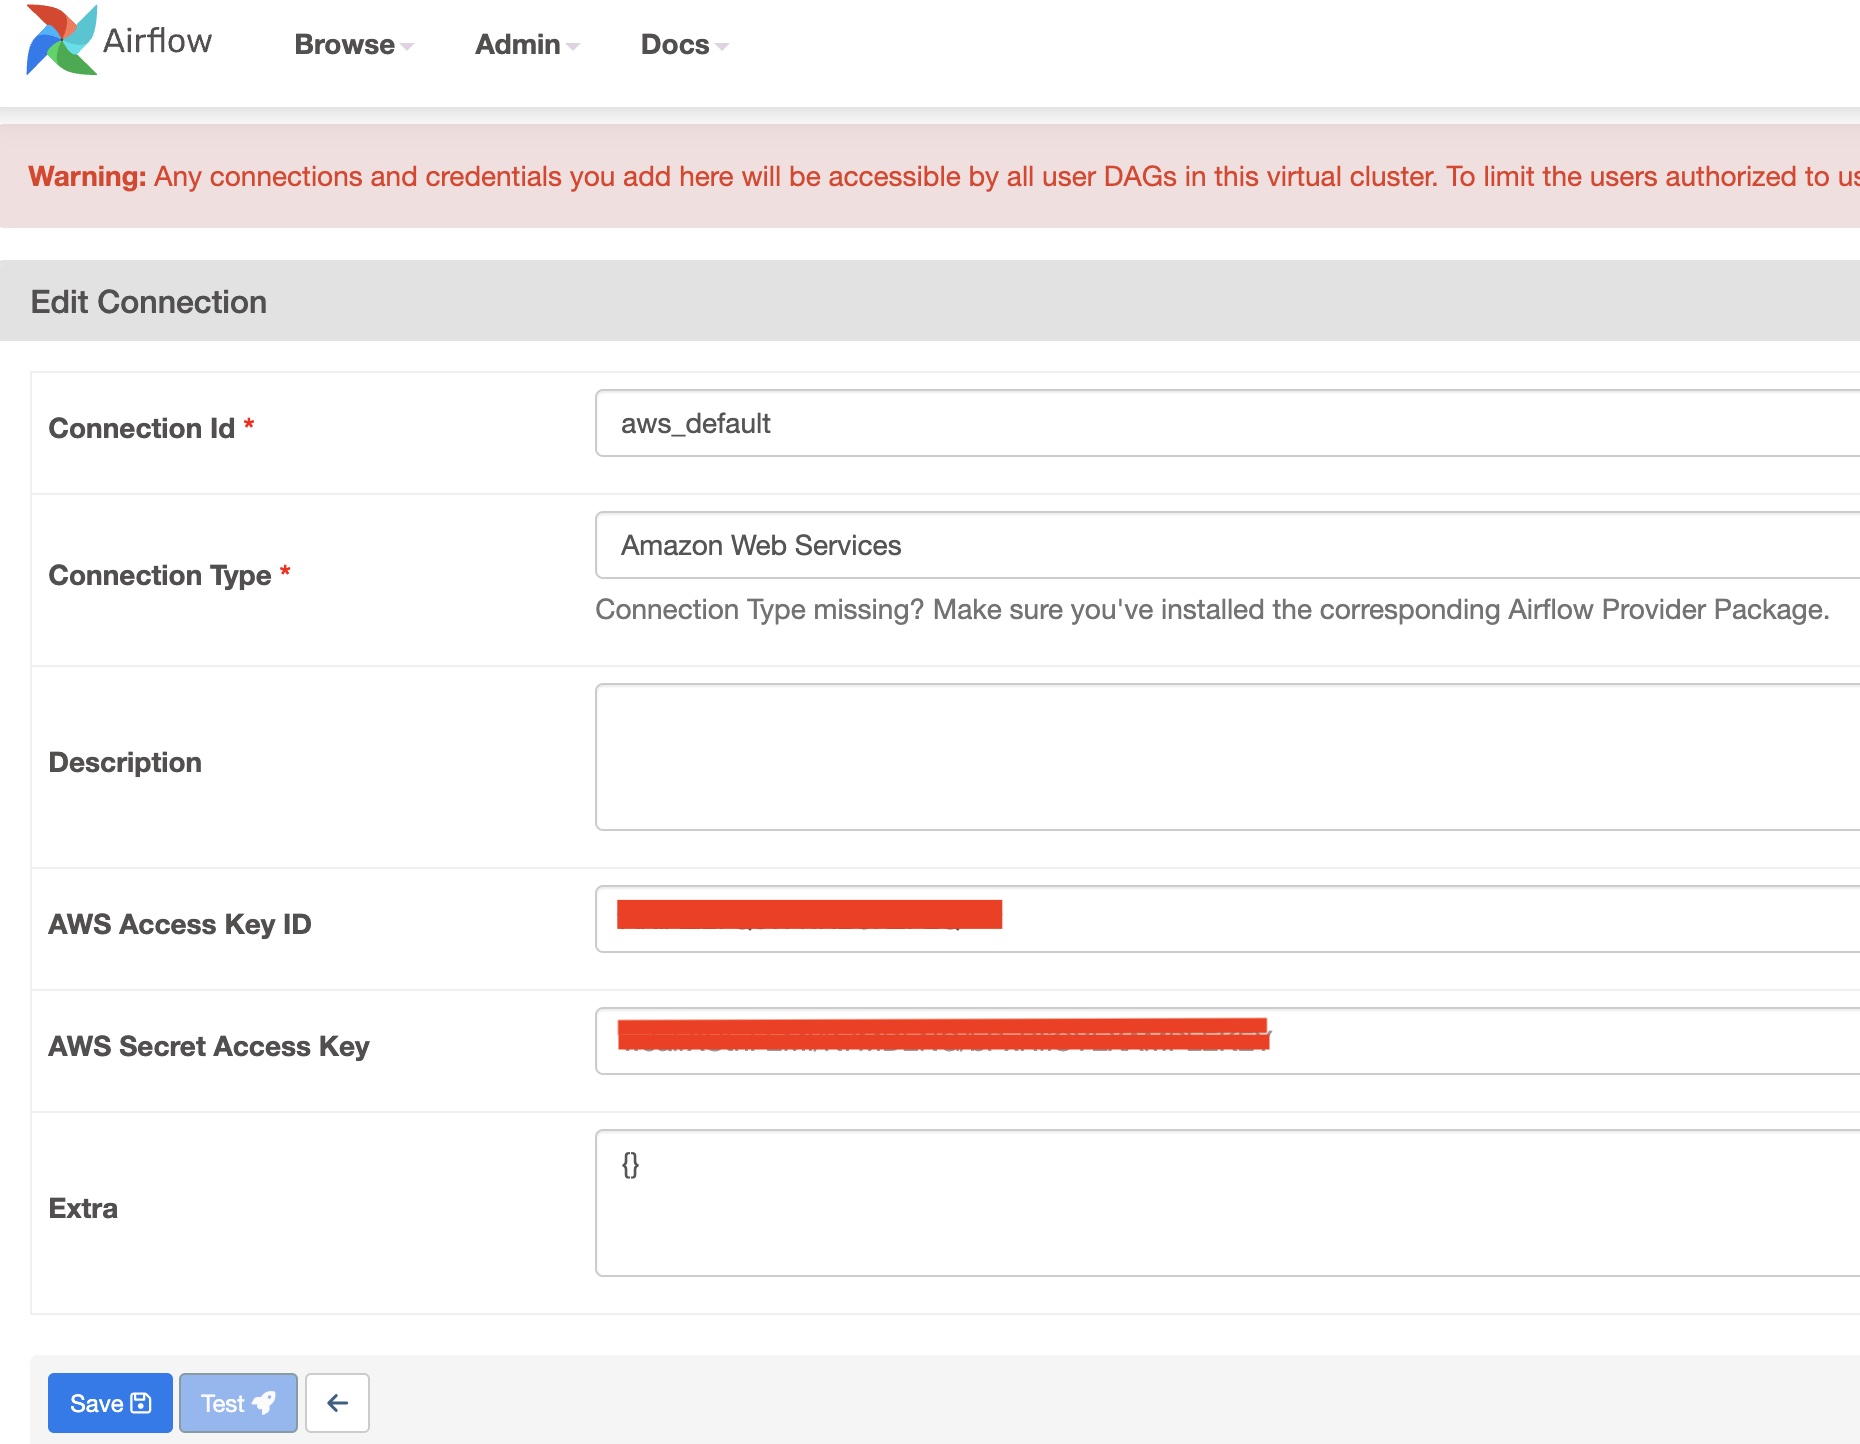 Airflow Browse Admin Docs
Warning: Any connections and credentials you add here will be accessible by all user DAGs in this virtual cluster. To limit the users authorized to us
Edit Connection
Connection Id *
aws_default
Connection Type *
Amazon Web Services
Connection Type missing? Make sure you've installed the corresponding Airflow Provider Package.
Description
AWS Access Key ID
AWS Secret Access Key
Extra
{}
Save Test